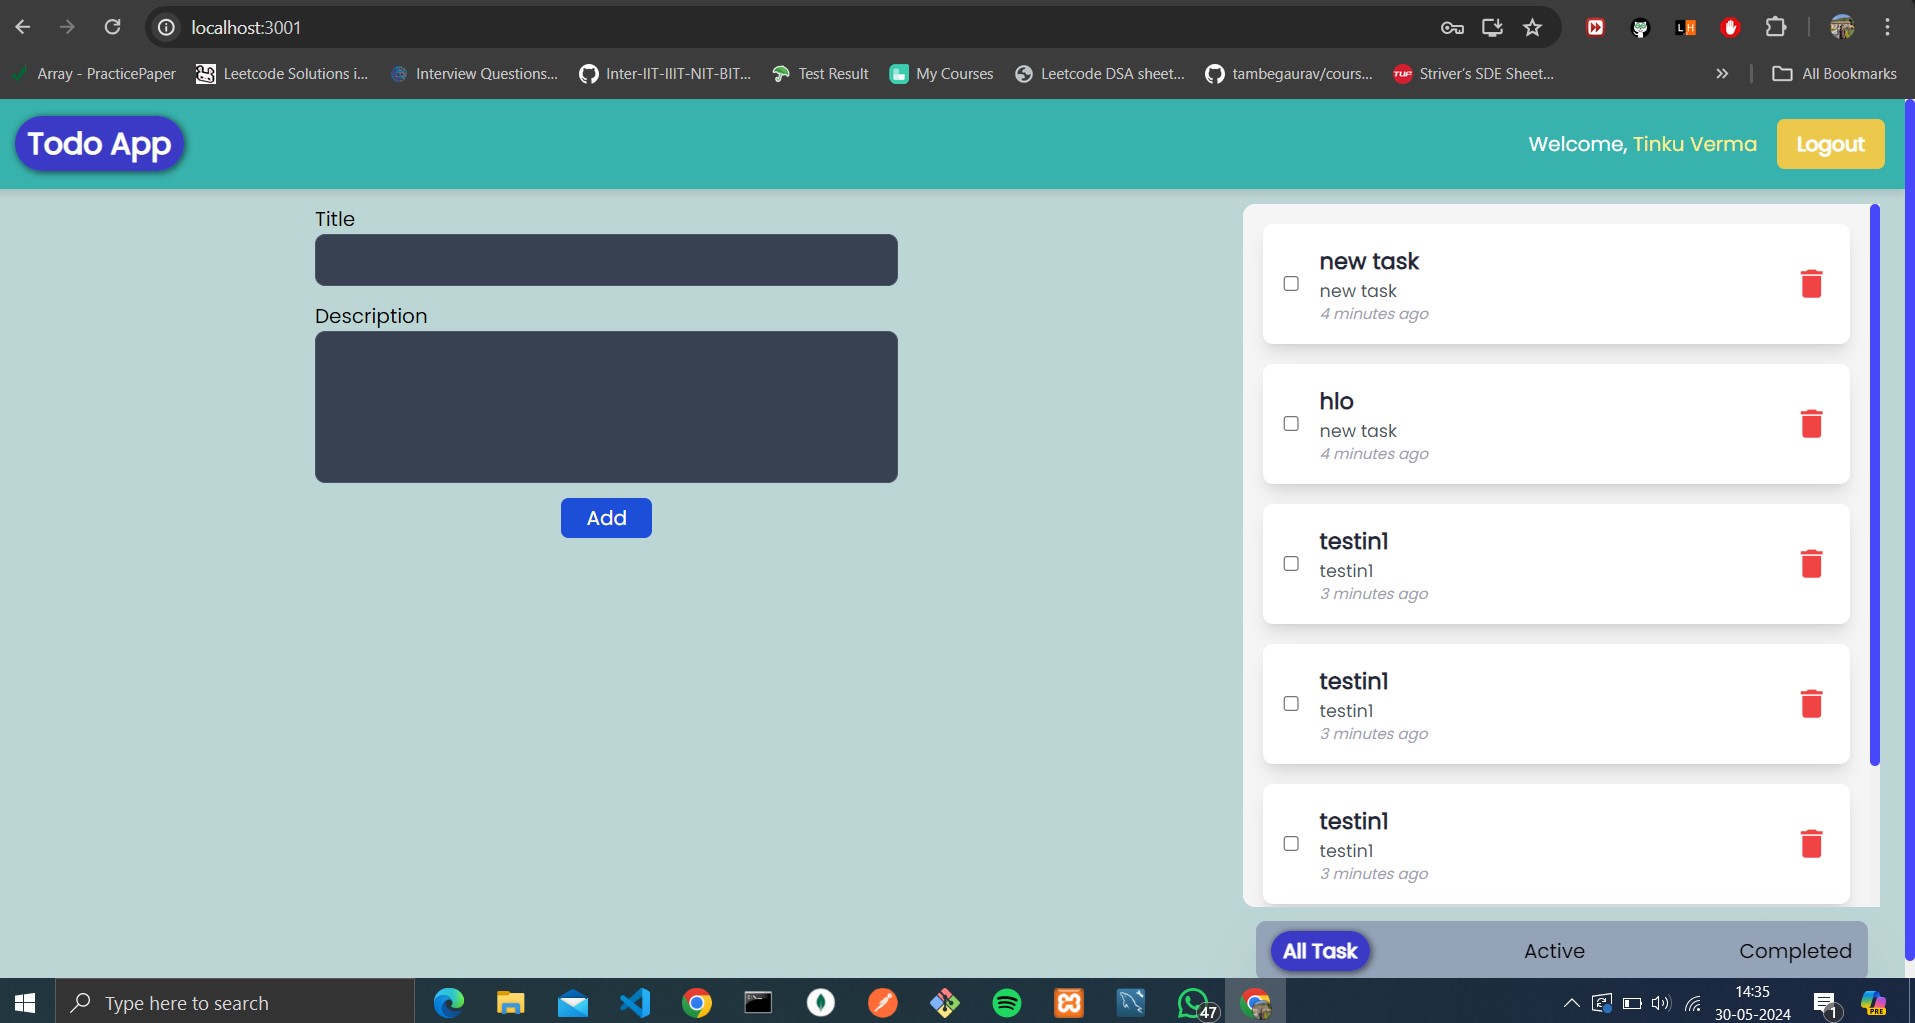 localhost:3001
Array - PracticePaper
Leetcode Solutions i...
Interview Questions...
Inter-IIT-IIIT-NIT-BIT...
Test Result
My Courses
Leetcode DSA sheet...
tambegaurav/cours...
TUF
Striver's SDE Sheet...
»
All Bookmarks
Todo App
Welcome, Tinku Verma
Logout
Title
Description
Add
new task
new task
4 minutes ago
hlo
new task
4 minutes ago
testin1
testin1
3 minutes ago
testin1
testin1
3 minutes ago
testin1
testin1
3 minutes ago
All Task
Active
Completed
Type here to search
47
14:35
30-05-2024
1
PRE